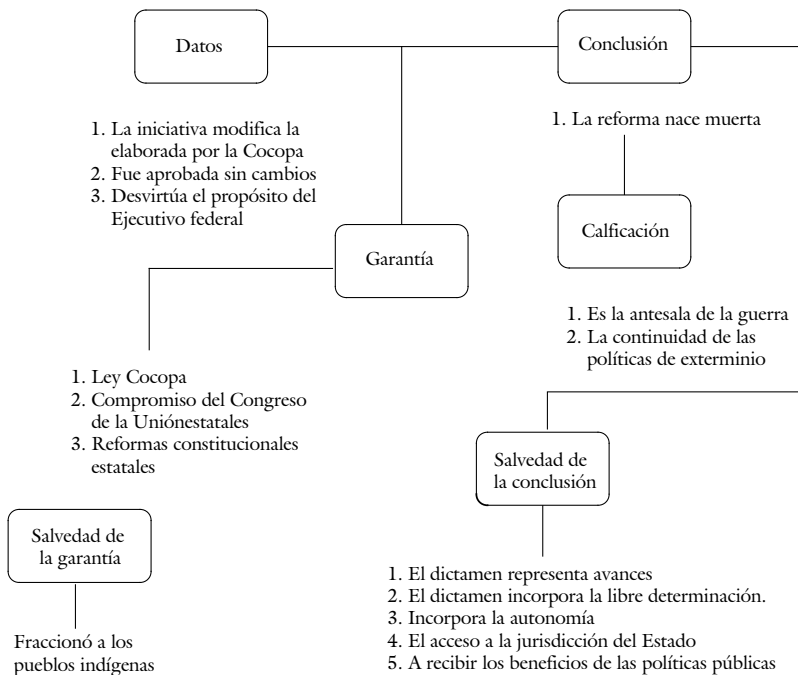 Datos
Conclusión
1. La iniciativa modifica la
elaborada por la Cocopa
2. Fue aprobada sin cambios
3. Desvirtúa el propósito del
Ejecutivo federal
1. La reforma nace muerta
Calficación
Garantía
1. Es la antesala de la guerra
2. La continuidad de las
políticas de exterminio
1. Ley Cocopa
2. Compromiso del Congreso
de la Uniónestatales
3. Reformas constitucionales
estatales
Salvedad de
la conclusión
Salvedad de
la garantía
1. El dictamen representa avances
2. El dictamen incorpora la libre determinación.
3. Incorpora la autonomía
4. El acceso a la jurisdicción del Estado
5. A recibir los beneficios de las políticas públicas
Fraccionó a los
pueblos indígenas